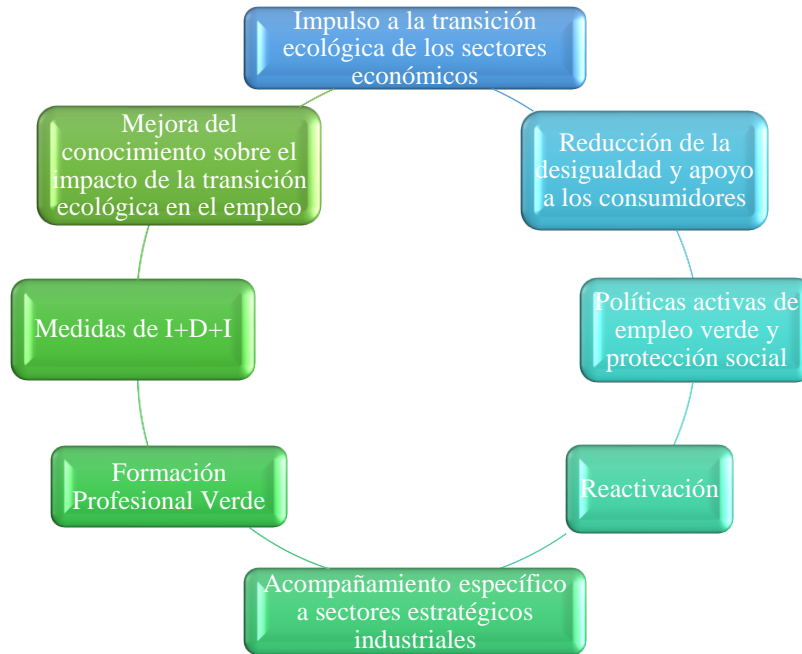 Impulso a la transición
ecológica de los sectores
económicos
Reducción de la
desigualdad y apoyo
a los consumidores
Políticas activas de
empleo verde y
protección social
Reactivación
Acompañamiento específico
a sectores estratégicos
industriales
Formación
Profesional Verde
Medidas de I+D+I
Mejora del
conocimiento sobre el
impacto de la transición
ecológica en el empleo